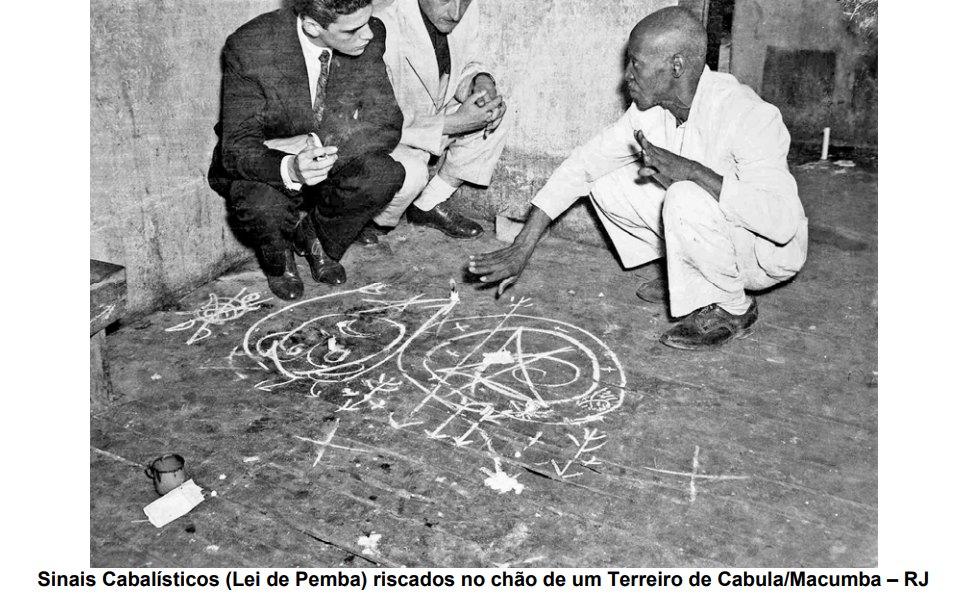 Sinais Cabalísticos (Lei de Pemba) riscados no chão de um Terreiro de Cabula/Macumba – RJ